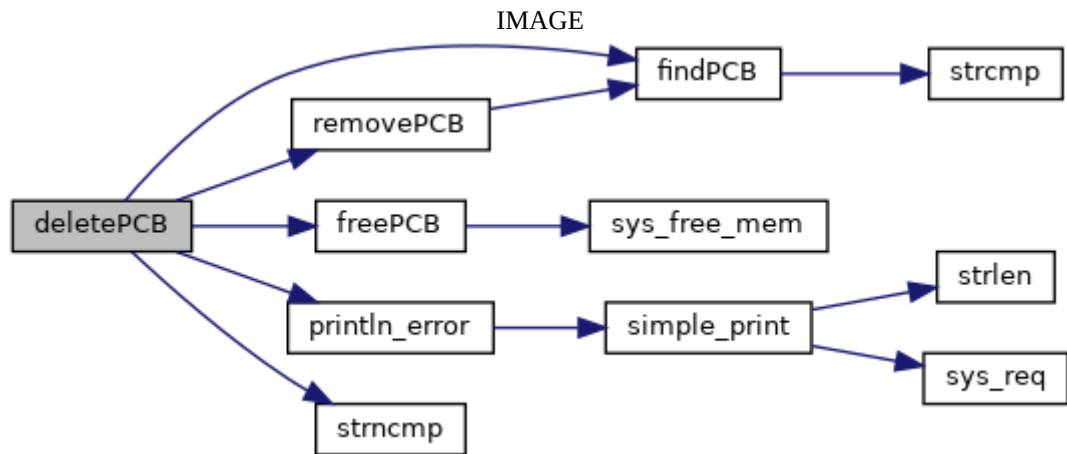 IMAGE
findPCB
strcmp
removePCB
deletePCB
freePCB
sys_free_mem
strlen
println_error
simple_print
sys_req
strncmp